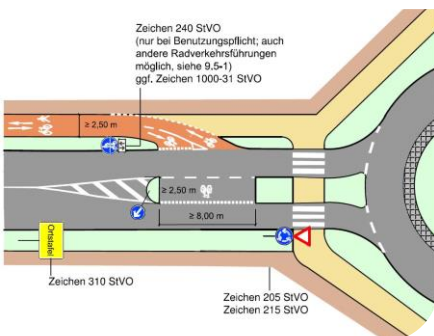 Zeichen 240 StVO
(nur bei Benutzungspflicht; auch
andere Radverkehrsführungen
möglich, siehe 9.5-1)
ggf. Zeichen 1000-31 StVO
≥ 2,50 m
≥ 2,50 m
≥ 8,00 m
Ortstafel
Zeichen 310 StVO
Zeichen 205 StVO
Zeichen 215 StVO